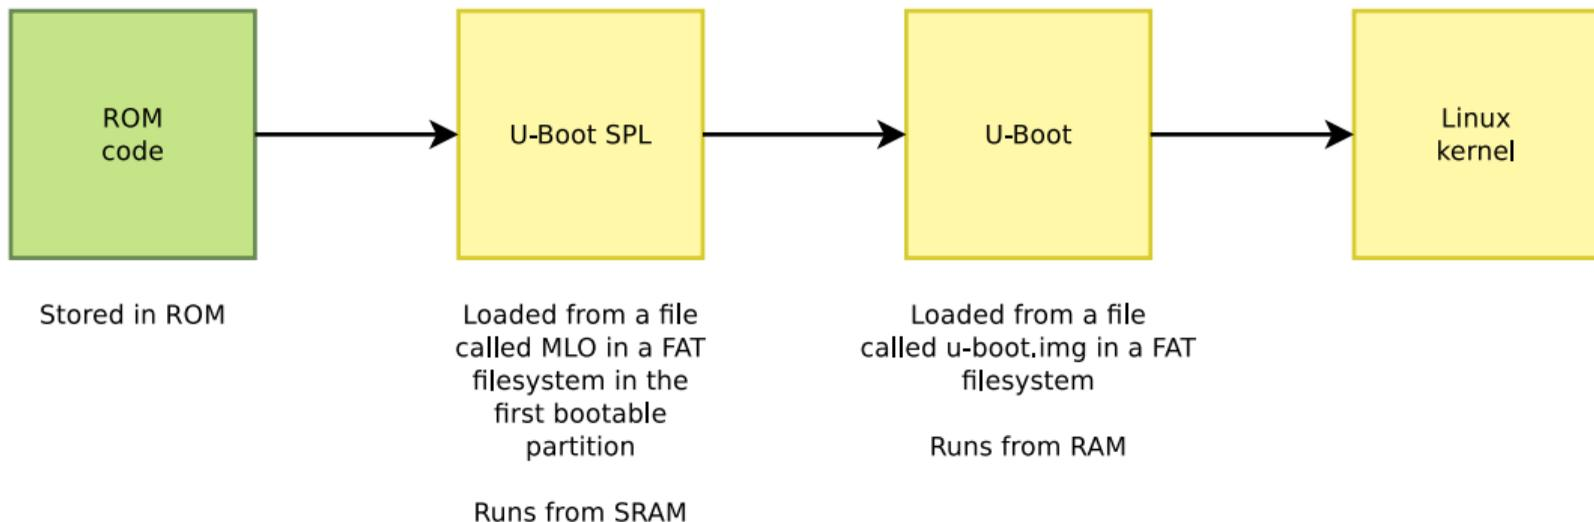 ROM
code
U-Boot SPL
U-Boot
Linux
kernel
Stored in ROM
Loaded from a file
called MLO in a FAT
filesystem in the
first bootable
partition
Runs from SRAM
Loaded from a file
called u-boot.img in a FAT
filesystem
Runs from RAM